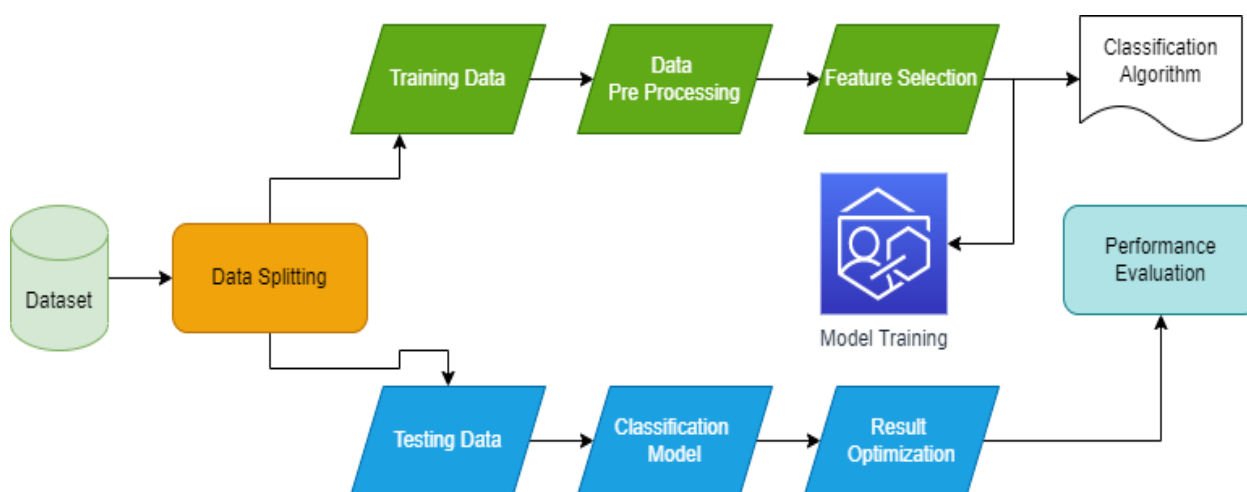 Training Data
Data
Pre Processing
Feature Selection
Classification
Algorithm
Dataset
Data Splitting
Model Training
Performance
Evaluation
Testing Data
Classification
Model
Result
Optimization